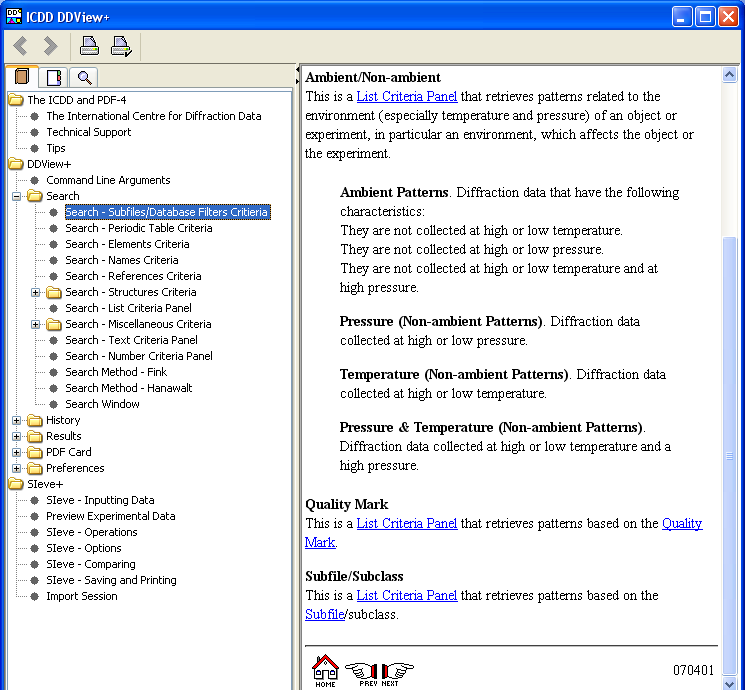 ICDD DDView+
The ICDD and PDF-4
The International Centre for Diffraction Data
Technical Support
Tips
DDView+
Command Line Arguments
Search
Search - Subfiles/Database Filters Critieria
Search - Periodic Table Criteria
Search - Elements Criteria
Search - Names Criteria
Search - References Criteria
Search - Structures Criteria
Search - List Criteria Panel
Search - Miscellaneous Criteria
Search - Text Criteria Panel
Search - Number Criteria Panel
Search Method - Fink
Search Method - Hanawalt
Search Window
History
Results
PDF Card
Preferences
SIeve+
SIeve - Inputting Data
Preview Experimental Data
SIeve - Operations
SIeve - Options
SIeve - Comparing
SIeve - Saving and Printing
Import Session
Ambient/Non-ambient
This is a List Criteria Panel that retrieves patterns related to the
environment (especially temperature and pressure) of an object or
experiment, in particular an environment, which affects the object or
the experiment.
Ambient Patterns. Diffraction data that have the following
characteristics:
They are not collected at high or low temperature.
They are not collected at high or low pressure.
They are not collected at high or low temperature and at
high pressure.
Pressure (Non-ambient Patterns). Diffraction data
collected at high or low pressure.
Temperature (Non-ambient Patterns). Diffraction data
collected at high or low temperature.
Pressure & Temperature (Non-ambient Patterns).
Diffraction data collected at high or low temperature and a
high pressure.
Quality Mark
This is a List Criteria Panel that retrieves patterns based on the Quality
Mark.
Subfile/Subclass
This is a List Criteria Panel that retrieves patterns based on the
Subfile/subclass.
HOME PREV NEXT 070401